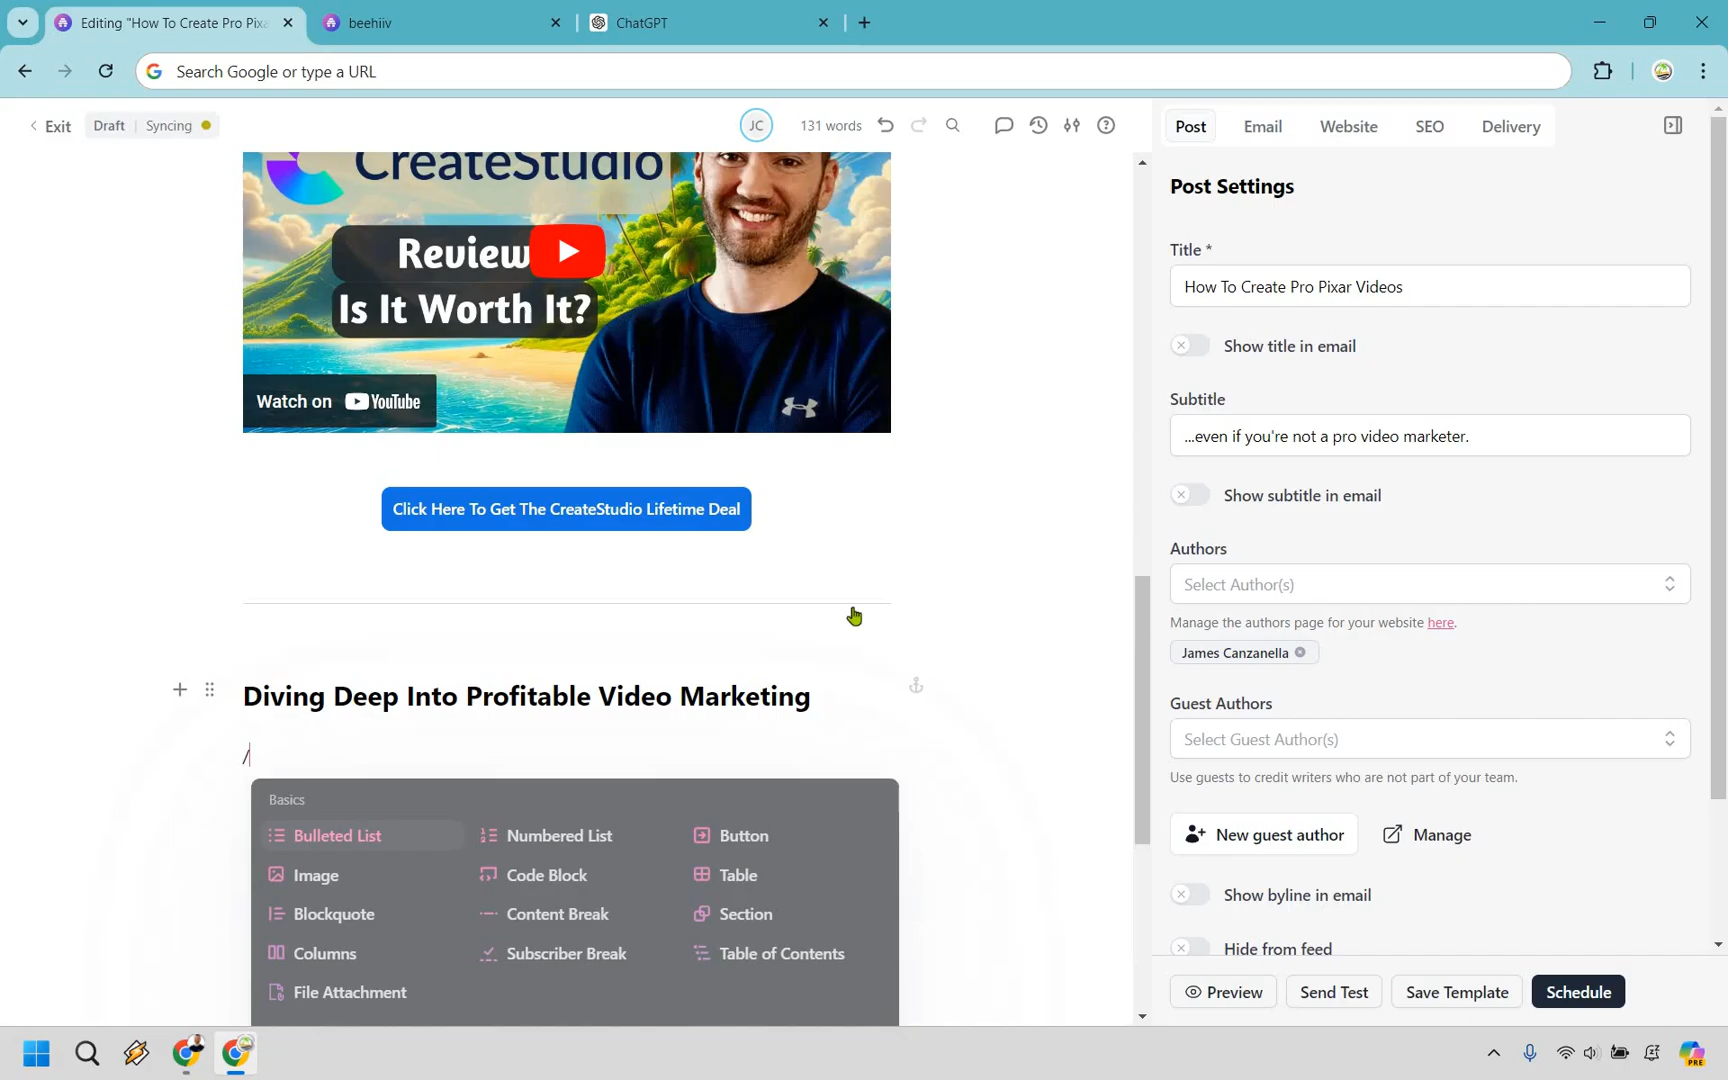 Editing "How To Create Pro Pixa
beehiiv
ChatGPT
Search Google or type a URL
Exit
Draft
Syncing
JC
131 words
Post
Email
Website
SEO
Delivery
CreateStudio
Review
Is It Worth It?
Watch on YouTube
Click Here To Get The CreateStudio Lifetime Deal
Diving Deep Into Profitable Video Marketing
/
Basics
Bulleted List
Numbered List
Button
Image
Code Block
Table
Blockquote
Content Break
Section
Columns
Subscriber Break
Table of Contents
File Attachment
Post Settings
Title *
How To Create Pro Pixar Videos
Show title in email
Subtitle
...even if you're not a pro video marketer.
Show subtitle in email
Authors
Select Author(s)
Manage the authors page for your website here.
James Canzanella
Guest Authors
Select Guest Author(s)
Use guests to credit writers who are not part of your team.
New guest author
Manage
Show byline in email
Hide from feed
Preview
Send Test
Save Template
Schedule
PRE